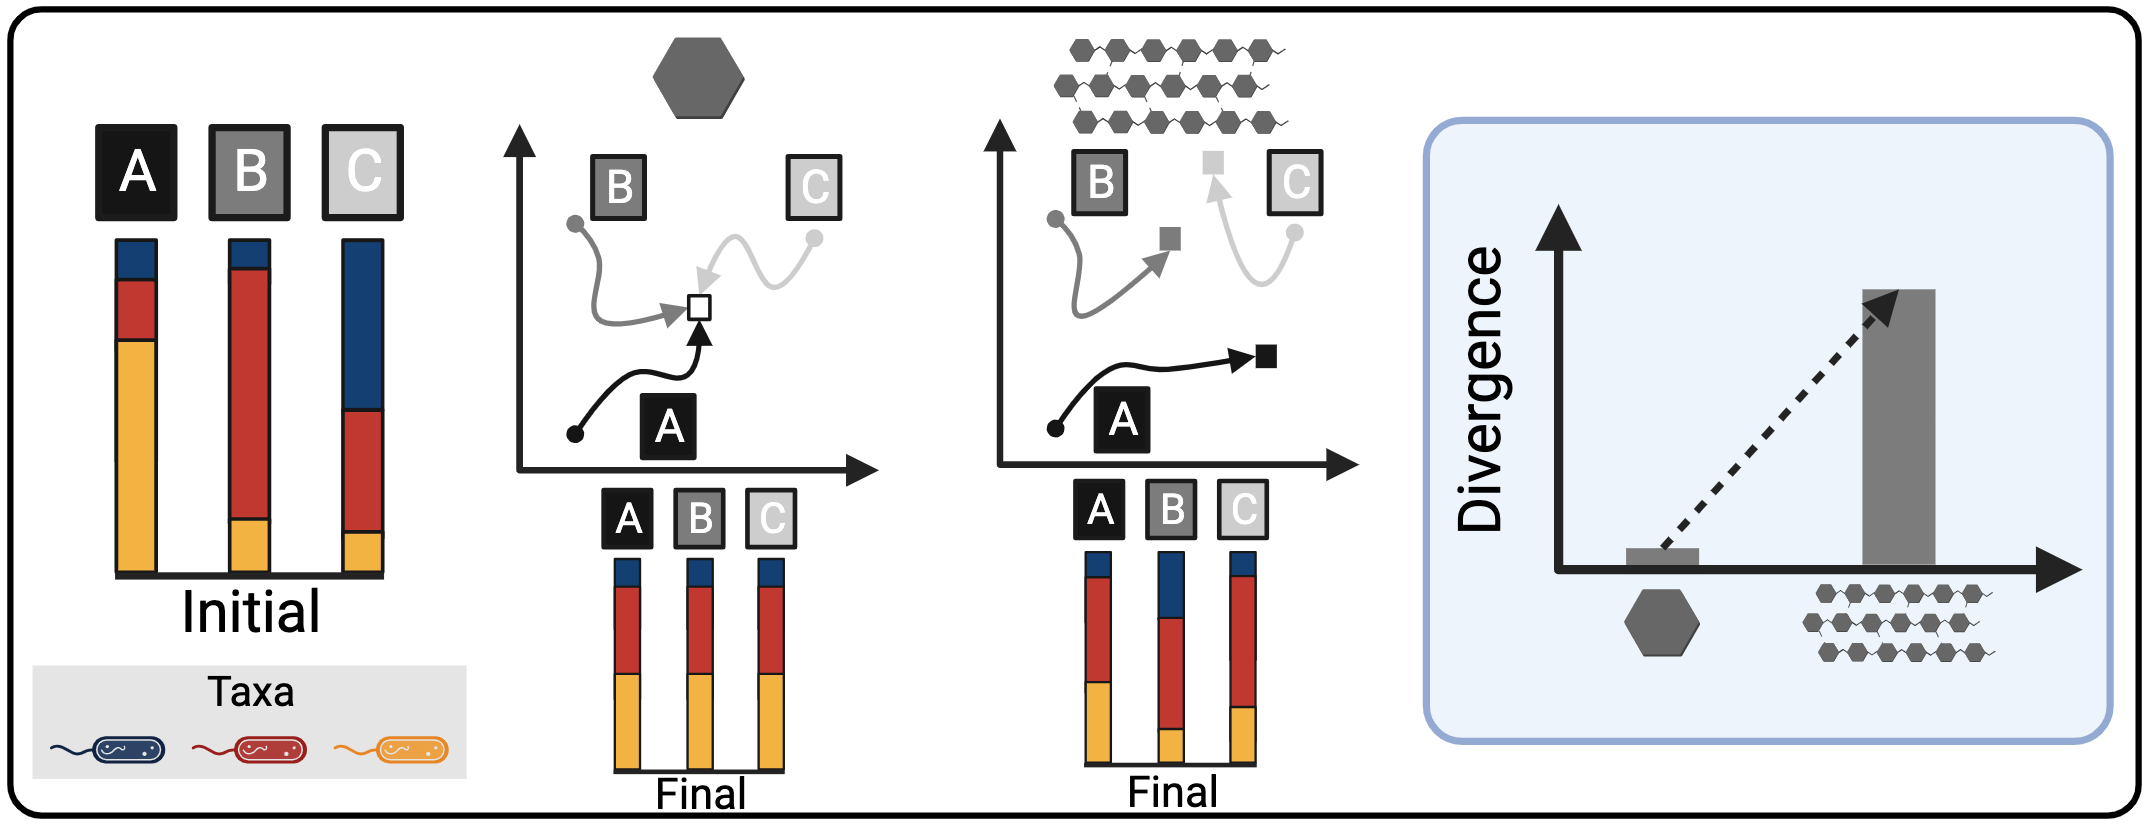 A B C
Initial
Taxa
B C
A
A B C
Final
B C
A
A B C
Final
Divergence